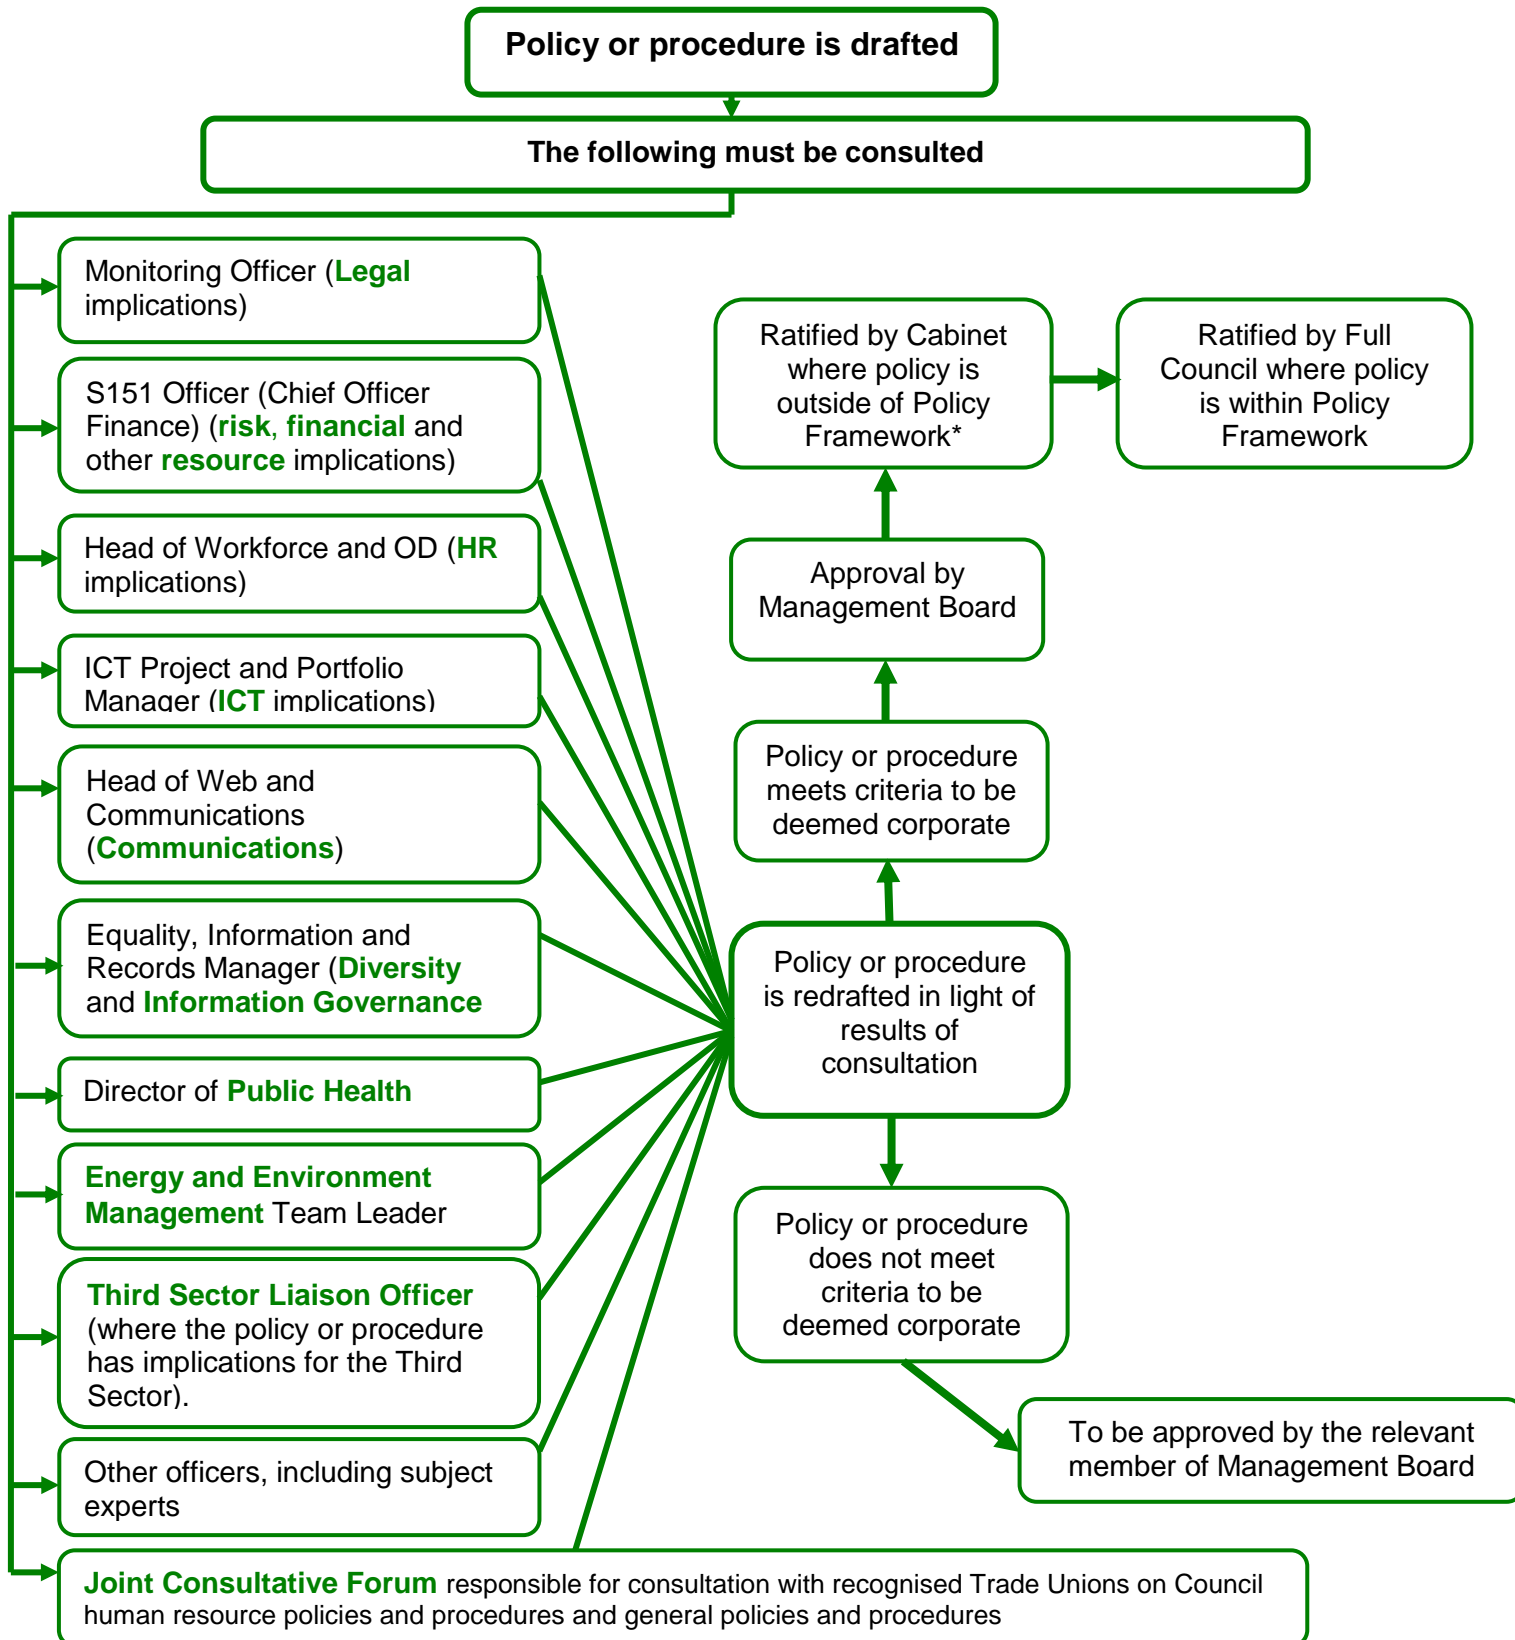 Policy or procedure is drafted
The following must be consulted
Monitoring Officer (Legal
implications)
S151 Officer (Chief Officer
Finance) (risk, financial and
other resource implications)
Head of Workforce and OD (HR
implications)
ICT Project and Portfolio
Manager (ICT implications)
Head of Web and
Communications
(Communications)
Equality, Information and
Records Manager (Diversity
and Information Governance
Director of Public Health
Energy and Environment
Management Team Leader
Third Sector Liaison Officer
(where the policy or procedure
has implications for the Third
Sector).
Other officers, including subject
experts
Joint Consultative Forum responsible for consultation with recognised Trade Unions on Council
human resource policies and procedures and general policies and procedures
Ratified by Cabinet
where policy is
outside of Policy
Framework*
Ratified by Full
Council where policy
is within Policy
Framework
Approval by
Management Board
Policy or procedure
meets criteria to be
deemed corporate
Policy or procedure
is redrafted in light of
results of
consultation
Policy or procedure
does not meet
criteria to be
deemed corporate
To be approved by the relevant
member of Management Board